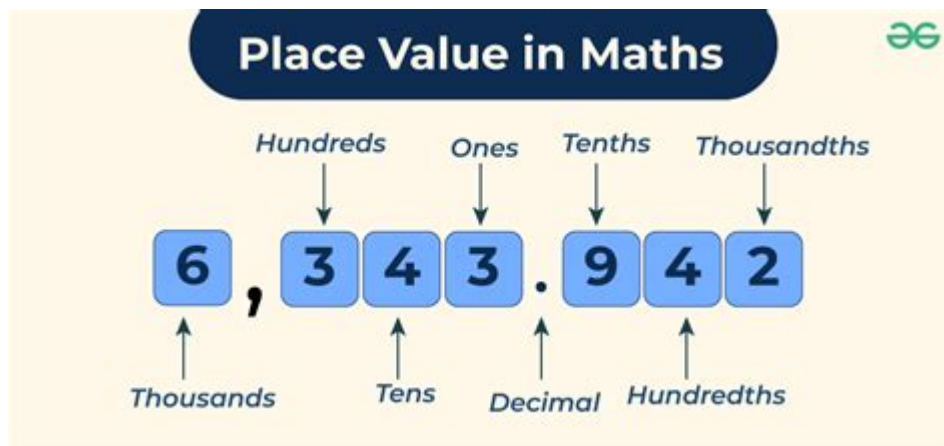 Place Value in Maths
Hundreds Ones Tenths Thousandths
6,343.942
Thousands Tens Decimal Hundredths